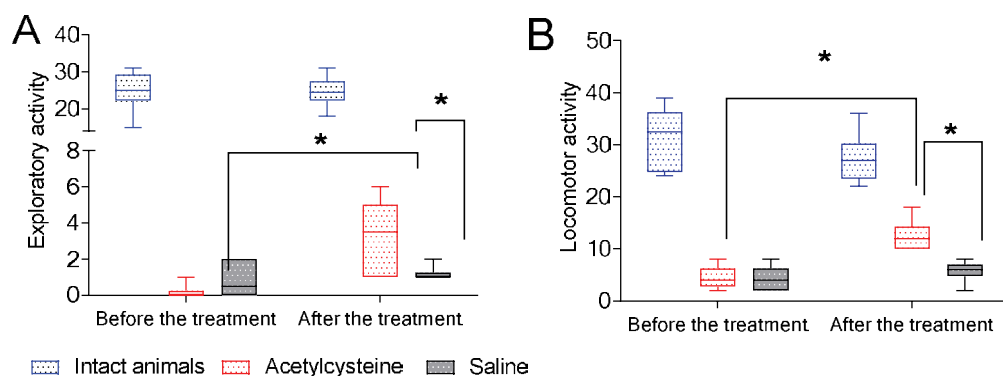 A
Exploratory activity
40
30
20
8
6
4
2
0
*
*
Before the treatment
After the treatment
B
Locomotor activity
50
40
30
20
10
0
*
*
Before the treatment
After the treatment
Intact animals
Acetylcysteine
Saline